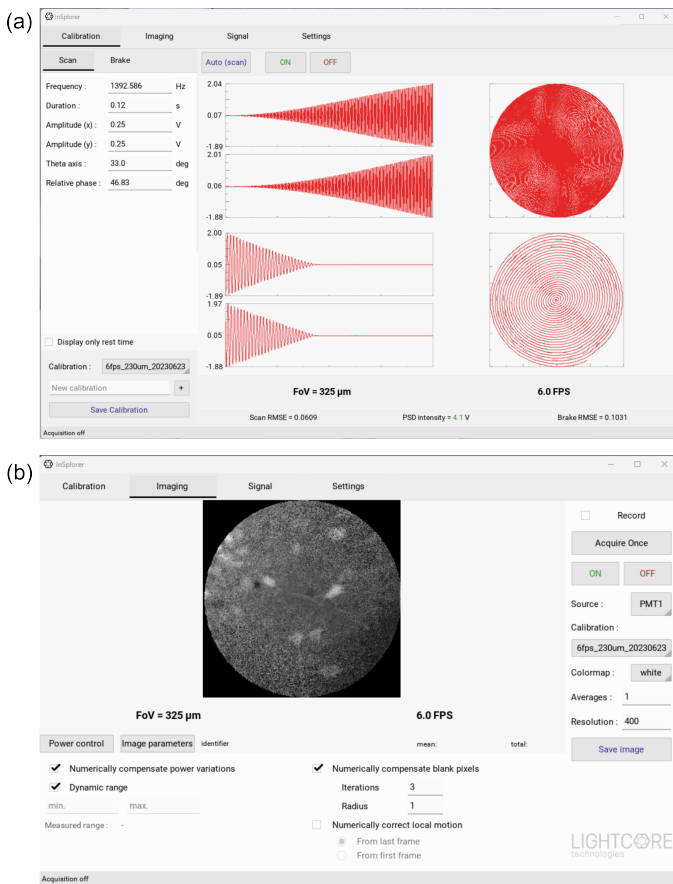 (a)
InSplorer
Calibration Imaging Signal Settings
Scan Brake
Auto (scan) ON OFF
Frequency : 1392.586 Hz
Duration : 0.12 s
Amplitude (x) : 0.25 V
Amplitude (y) : 0.25 V
Theta axis : 33.0 deg
Relative phase : 46.83 deg
2.04
0.07
-1.89
2.01
0.06
-1.88
2.00
0.05
-1.89
1.97
0.05
-1.88
Display only rest time
Calibration : 6fps_230um_20230623
New calibration +
Save Calibration
FoV = 325 µm 6.0 FPS
Scan RMSE = 0.0609 PSD intensity = 4.1 V Brake RMSE = 0.1031
Acquisition off
(b)
InSplorer
Calibration Imaging Signal Settings
Record
Acquire Once
ON OFF
Source : PMT1
Calibration :
6fps_230um_20230623
Colormap : white
Averages : 1
Resolution : 400
Save image
FoV = 325 µm 6.0 FPS
Power control Image parameters identifier mean: total:
Numerically compensate power variations
Dynamic range
min. max.
Measured range : -
Numerically compensate blank pixels
Iterations 3
Radius 1
Numerically correct local motion
From last frame
From first frame
LIGHTCORE
technologies
Acquisition off